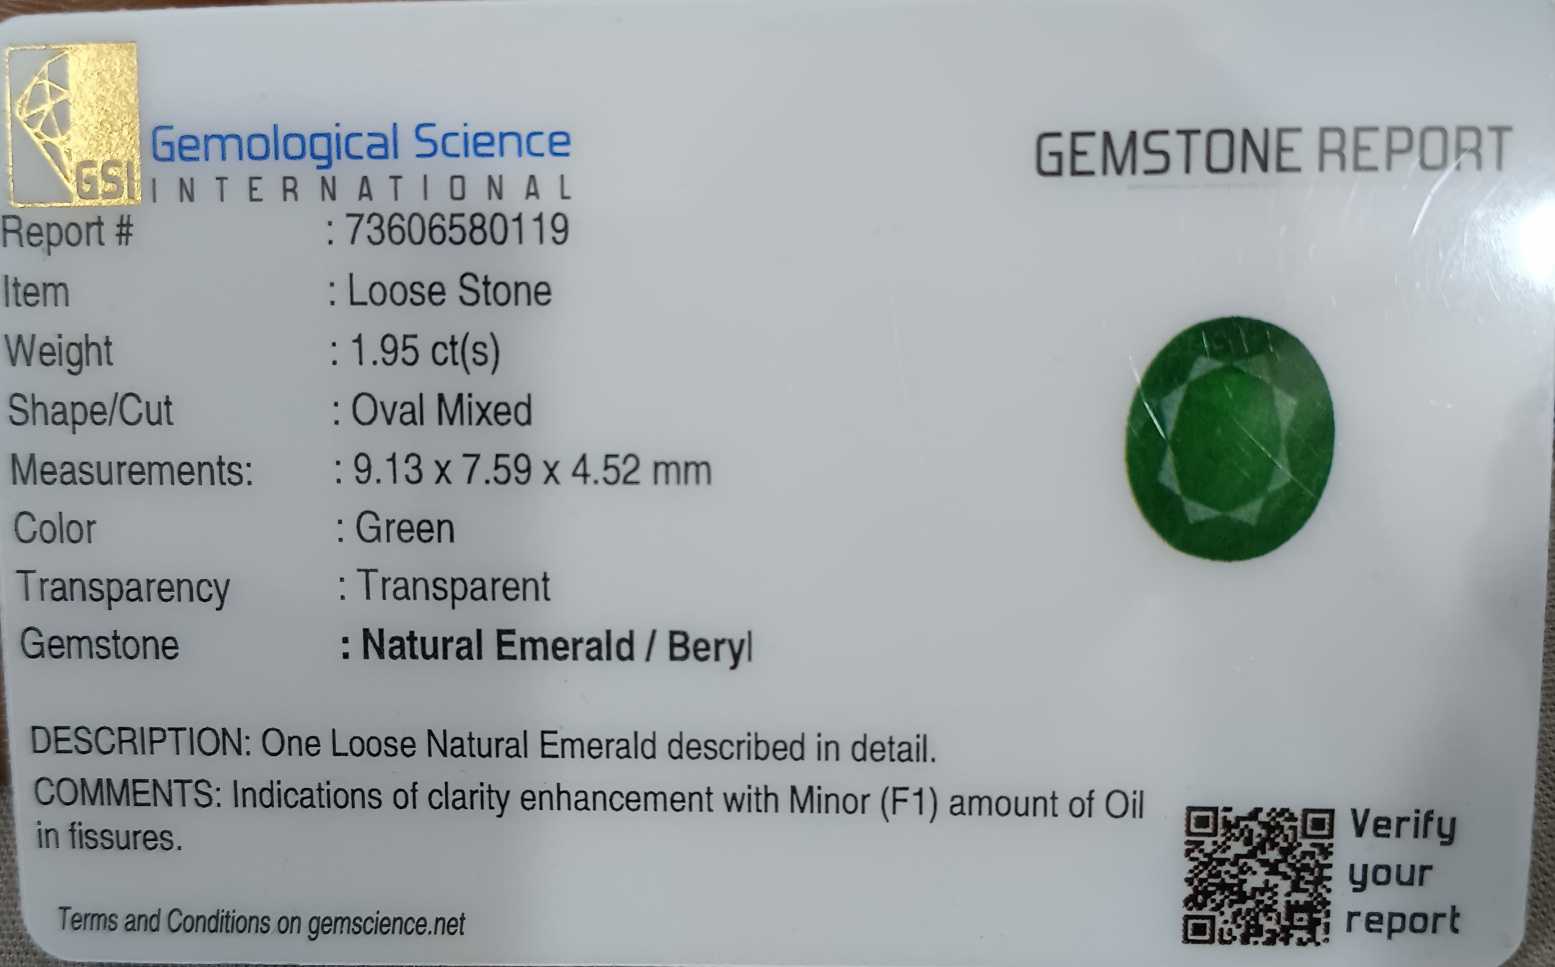 GSI
Gemological Science
INTERNATIONAL
GEMSTONE REPORT
Report # : 73606580119
Item : Loose Stone
Weight : 1.95 ct(s)
Shape/Cut : Oval Mixed
Measurements: : 9.13 x 7.59 x 4.52 mm
Color : Green
Transparency : Transparent
Gemstone : Natural Emerald / Beryl
DESCRIPTION: One Loose Natural Emerald described in detail.
COMMENTS: Indications of clarity enhancement with Minor (F1) amount of Oil
in fissures.
Terms and Conditions on gemscience.net
Verify
your
report